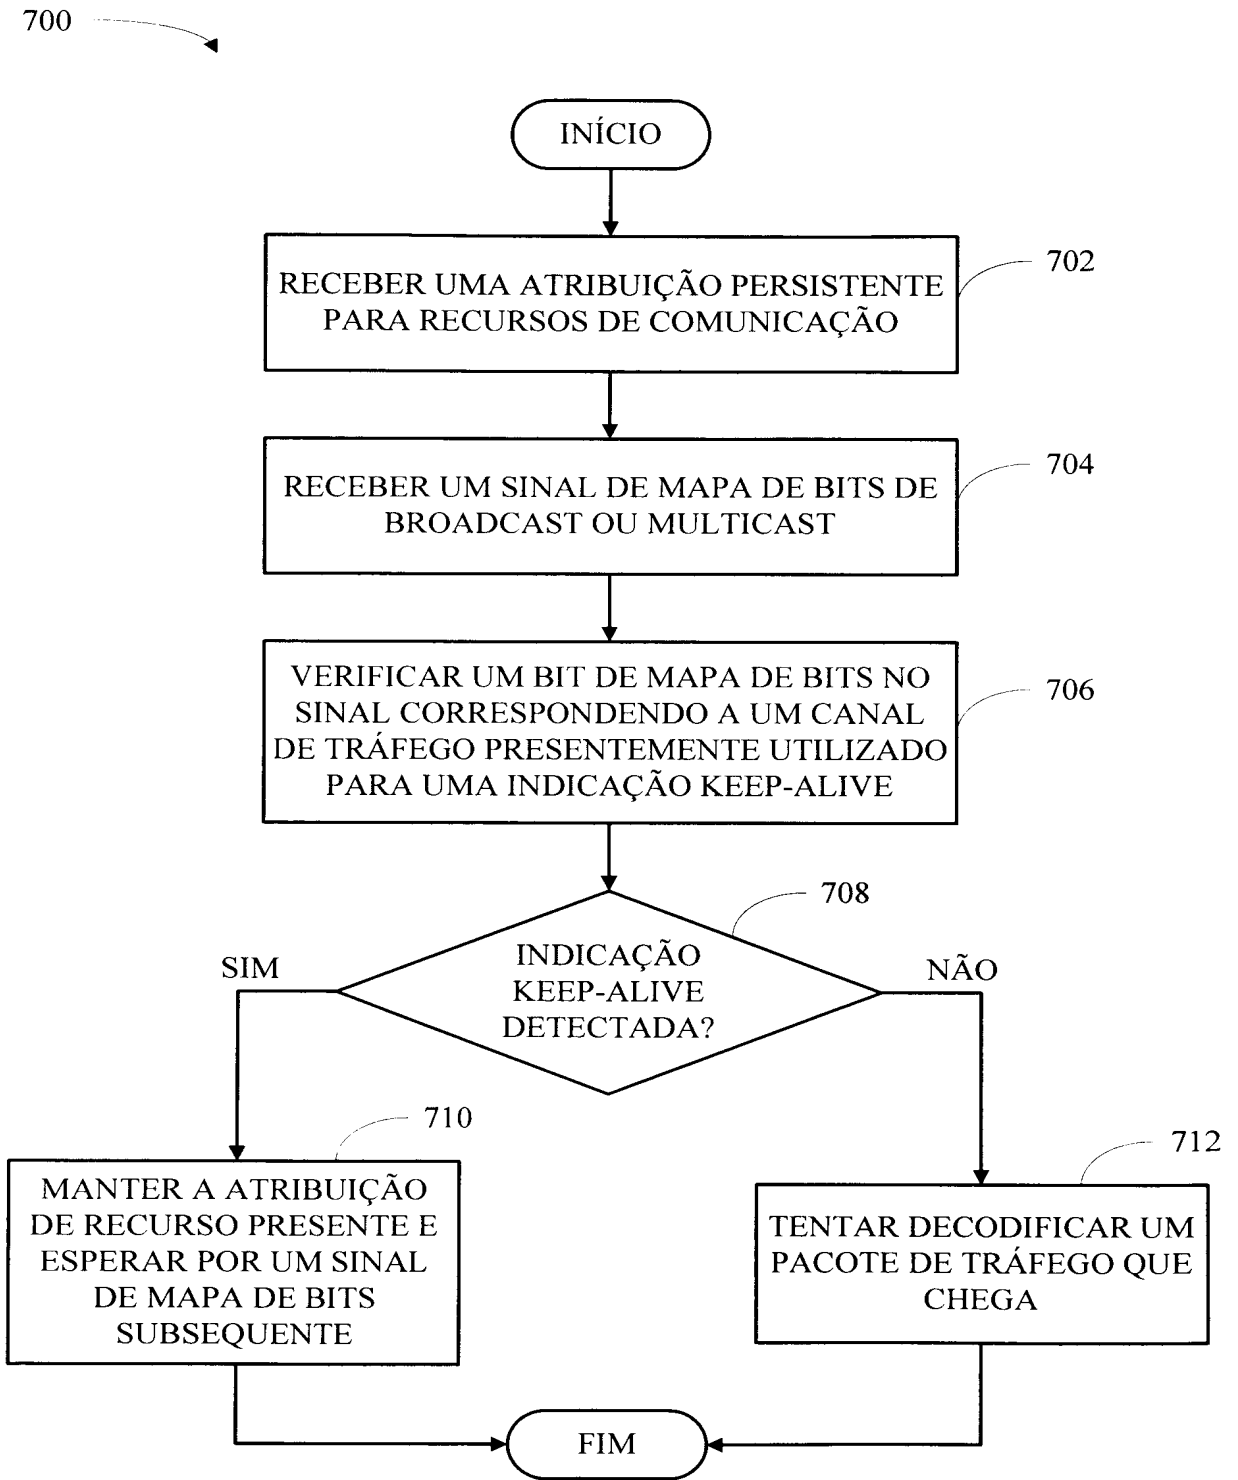 700
INÍCIO
RECEBER UMA ATRIBUIÇÃO PERSISTENTE
PARA RECURSOS DE COMUNICAÇÃO
702
RECEBER UM SINAL DE MAPA DE BITS DE
BROADCAST OU MULTICAST
704
VERIFICAR UM BIT DE MAPA DE BITS NO
SINAL CORRESPONDENDO A UM CANAL
DE TRÁFEGO PRESENTEMENTE UTILIZADO
PARA UMA INDICAÇÃO KEEP-ALIVE
706
708
INDICAÇÃO
KEEP-ALIVE
DETECTADA?
SIM
NÃO
710
MANTER A ATRIBUIÇÃO
DE RECURSO PRESENTE E
ESPERAR POR UM SINAL
DE MAPA DE BITS
SUBSEQUENTE
712
TENTAR DECODIFICAR UM
PACOTE DE TRÁFEGO QUE
CHEGA
FIM